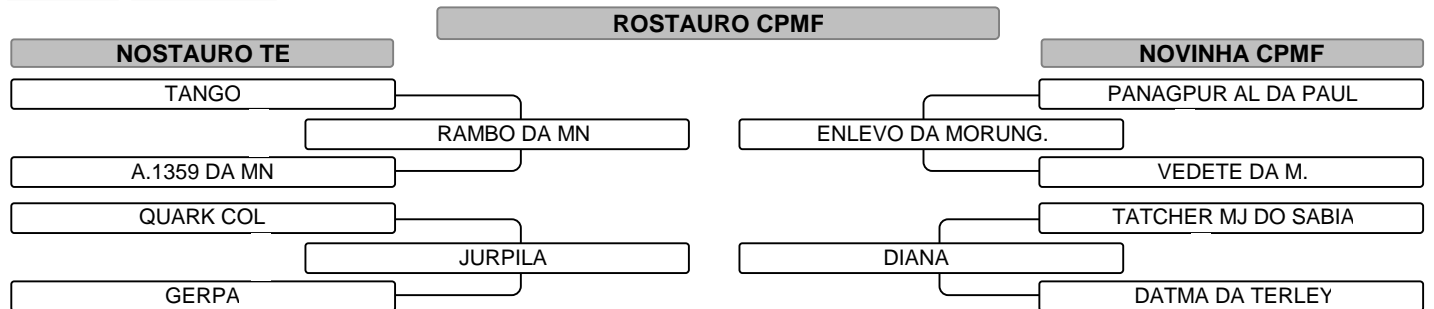 ROSTAURO CPMF
NOSTAURO TE
NOVINHA CPMF
TANGO
PANAGPUR AL DA PAUL
RAMBO DA MN
ENLEVO DA MORUNG.
A.1359 DA MN
VEDETE DA M.
QUARK COL
TATCHER MJ DO SABIA
JURPILA
DIANA
GERPA
DATMA DA TERLEY